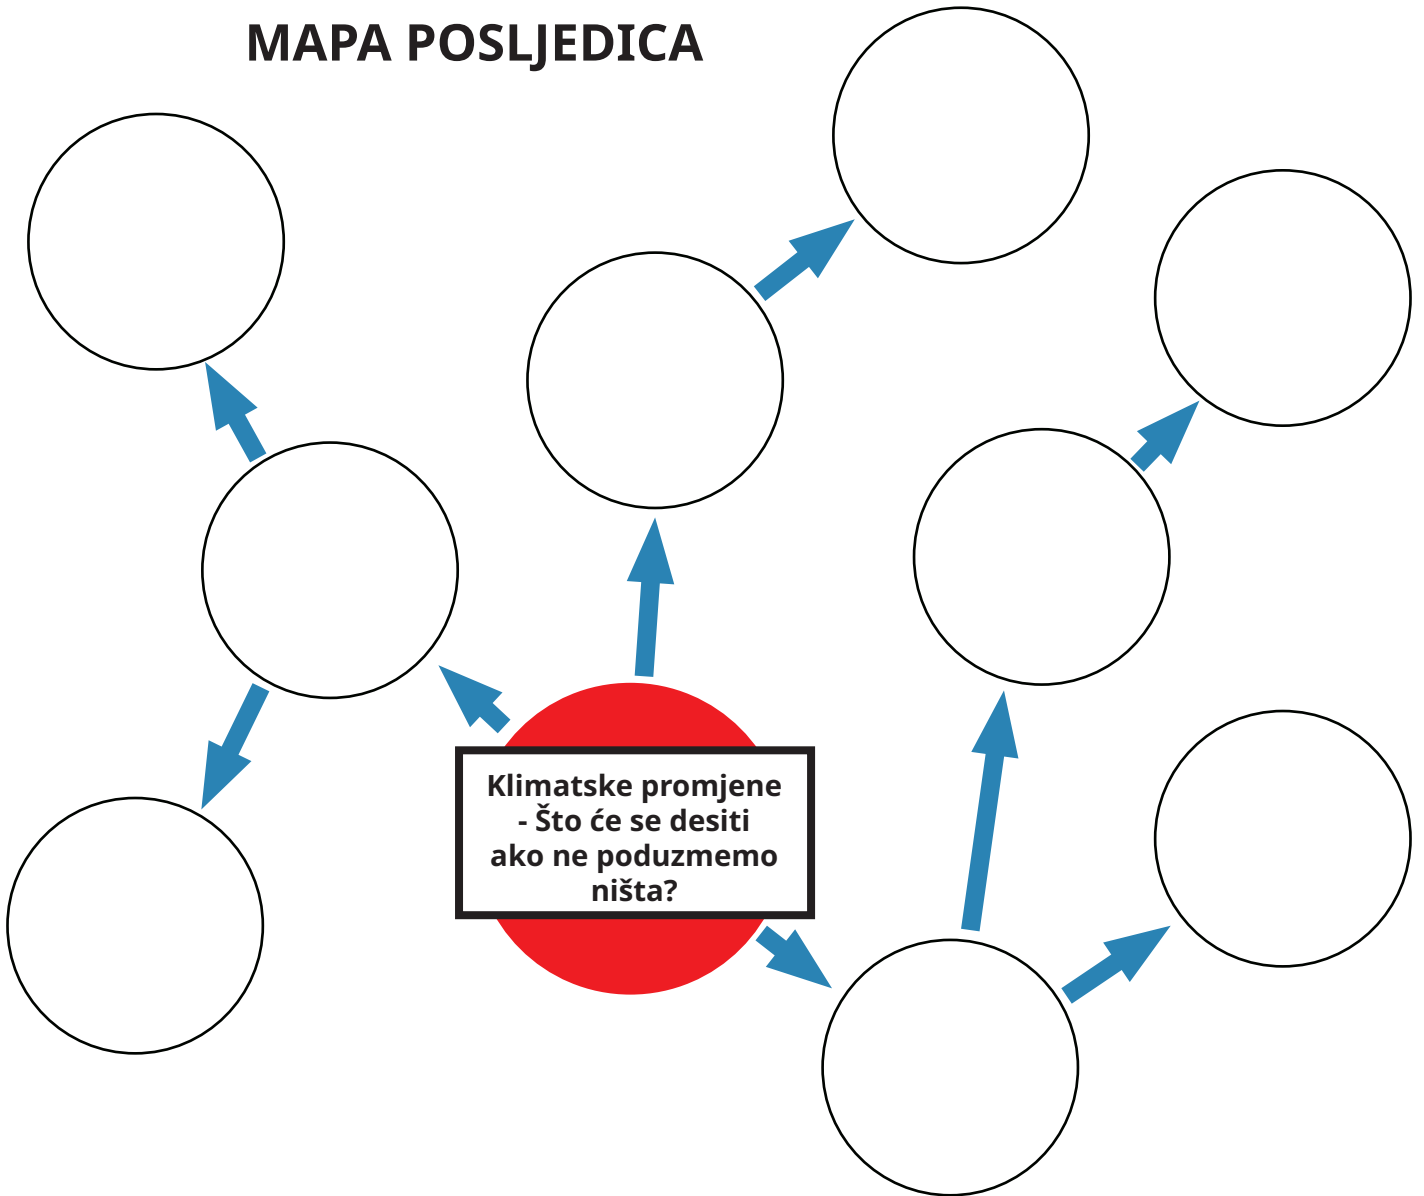 MAPA POSLJEDICA
Klimatske promjene
- Što će se desiti
ako ne poduzmemo
ništa?